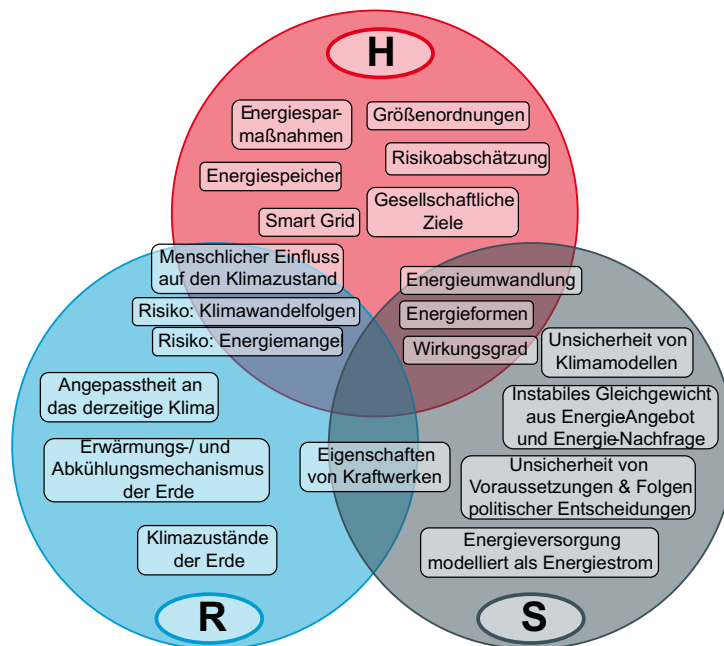 H
Energiespar-
maßnahmen
Größenordnungen
Risikoabschätzung
Energiespeicher
Gesellschaftliche
Ziele
Smart Grid
Menschlicher Einfluss
auf den Klimazustand
Risiko: Klimawandelfolgen
Risiko: Energiemangel
Energieumwandlung
Energieformen
Wirkungsgrad
Unsicherheit von
Klimamodellen
Angepasstheit an
das derzeitige Klima
Instabiles Gleichgewicht
aus Energie-Angebot
und Energie-Nachfrage
Erwärmungs-/ und
Abkühlungsmechanismus
der Erde
Eigenschaften
von Kraftwerken
Unsicherheit von
Voraussetzungen & Folgen
politischer Entscheidungen
Klimazustände
der Erde
Energieversorgung
modelliert als Energiestrom
R
S